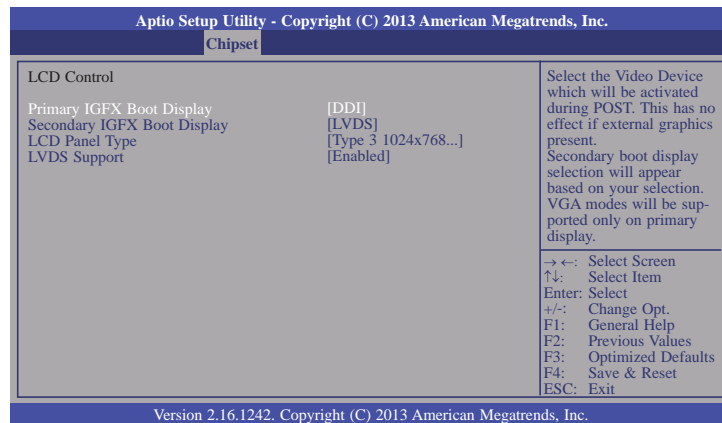 Aptio Setup Utility - Copyright (C) 2013 American Megatrends, Inc.
Chipset
LCD Control
Primary IGFX Boot Display [DDI]
Secondary IGFX Boot Display [LVDS]
LCD Panel Type [Type 3 1024x768...]
LVDS Support [Enabled]
Select the Video Device
which will be activated
during POST. This has no
effect if external graphics
present.
Secondary boot display
selection will appear
based on your selection.
VGA modes will be sup-
ported only on primary
display.
→←: Select Screen
↑↓: Select Item
Enter: Select
+/-: Change Opt.
F1: General Help
F2: Previous Values
F3: Optimized Defaults
F4: Save & Reset
ESC: Exit
Version 2.16.1242. Copyright (C) 2013 American Megatrends, Inc.